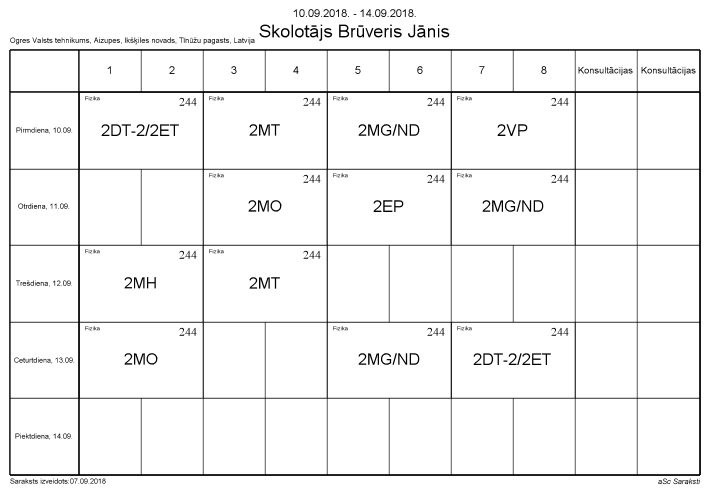 10.09.2018. - 14.09.2018.
Ogres Valsts tehnikums, Aizupes, Ikšķiles novads, Tīnūžu pagasts, Latvija Skolotājs Brūveris Jānis
1 2 3 4 5 6 7 8 Konsultācijas Konsultācijas
Fizika 244 Fizika 244 Fizika 244 Fizika 244
Pirmdiena, 10.09. 2DT-2/2ET 2MT 2MG/ND 2VP
Fizika 244 Fizika 244 Fizika 244
Otrdiena, 11.09. 2MO 2EP 2MG/ND
Fizika 244 Fizika 244
Trešdiena, 12.09. 2MH 2MT
Fizika 244 Fizika 244 Fizika 244
Ceturtdiena, 13.09. 2MO 2MG/ND 2DT-2/2ET
Piektdiena, 14.09.
Saraksts izveidots:07.09.2018 aSc Saraksti